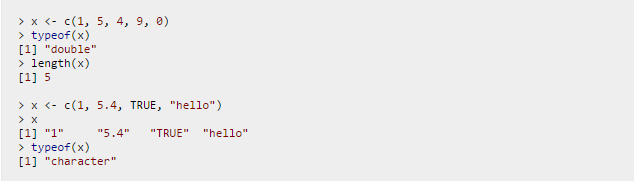 > x <- c(1, 5, 4, 9, 0)
> typeof(x)
[1] "double"
> length(x)
[1] 5
> x <- c(1, 5.4, TRUE, "hello")
> x
[1] "1"     "5.4"   "TRUE"  "hello"
> typeof(x)
[1] "character"